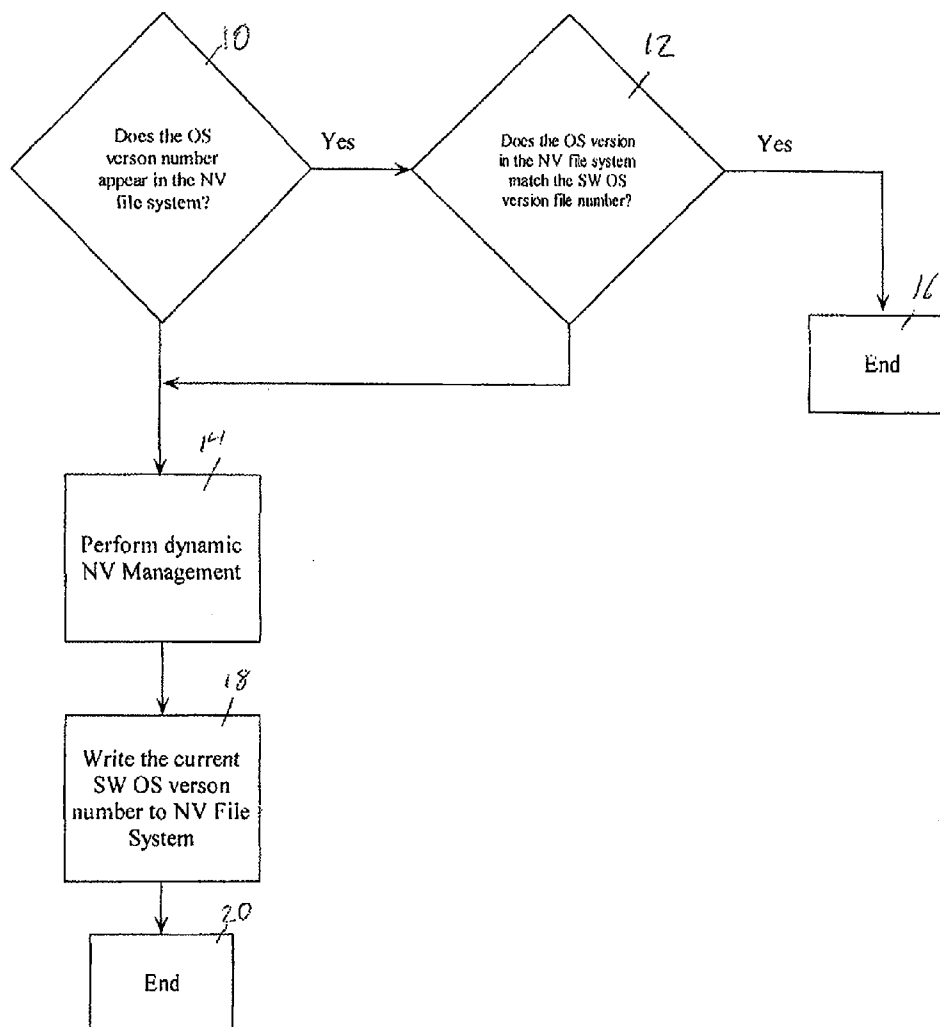 10
Does the OS
verson number
appear in the NV
file system?
Yes
12
Does the OS version
in the NV file system
match the SW OS
version file number?
Yes
16
End
14
Perform dynamic
NV Management
18
Write the current
SW OS verson
number to NV File
System
20
End